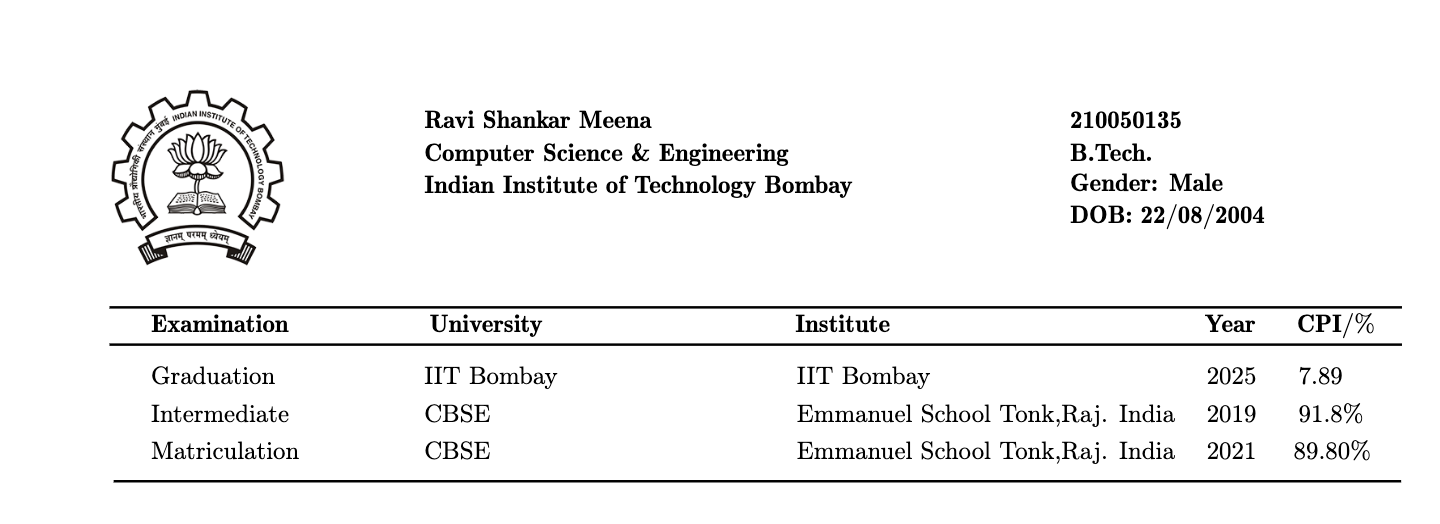 भारतीय प्रौद्योगिकी संस्थान मुंबई INDIAN INSTITUTE OF TECHNOLOGY BOMBAY
ज्ञानम् परमम् ध्येयम्
Ravi Shankar Meena 210050135
Computer Science & Engineering B.Tech.
Indian Institute of Technology Bombay Gender: Male
DOB: 22/08/2004
Examination University Institute Year CPI/%
Graduation IIT Bombay IIT Bombay 2025 7.89
Intermediate CBSE Emmanuel School Tonk,Raj. India 2019 91.8%
Matriculation CBSE Emmanuel School Tonk,Raj. India 2021 89.80%